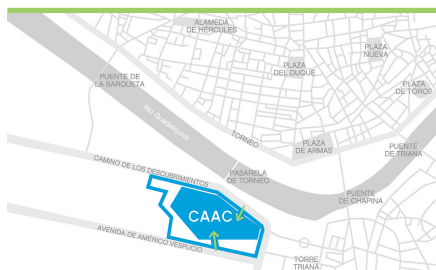 ALAMEDA
DE HÉRCULES
PLAZA
NUEVA
PLAZA
DEL DUQUE
PUENTE DE
LA BARQUETA
PLAZA
DE TOROS
Río Guadalquivir
TORNEO
PLAZA
DE ARMAS
PUENTE
DE TRIANA
CAMINO DE LOS DESCUBRIMIENTOS
PASARELA
DE TORNEO
PUENTE
DE CHAPINA
CAAC
AVENIDA DE AMÉRICO VESPUCIO
TORRE
TRIANA